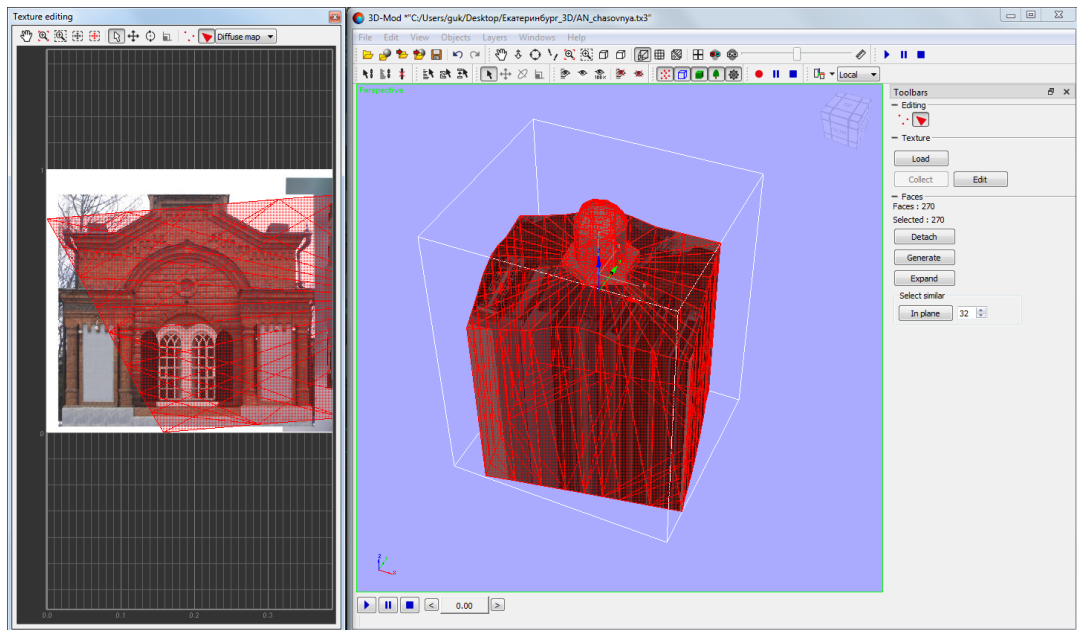 Texture editing
Diffuse map
1
0
0.0 0.1 0.2 0.3
3D-Mod *"C:/Users/guk/Desktop/Екатеринбург_3D/AN_chasovnya.tx3"
File Edit View Objects Layers Windows Help
Local
Perspective
z
x
0.00
Toolbars
Editing
Texture
Load
Collect Edit
Faces
Faces : 270
Selected : 270
Detach
Generate
Expand
Select similar
In plane 32